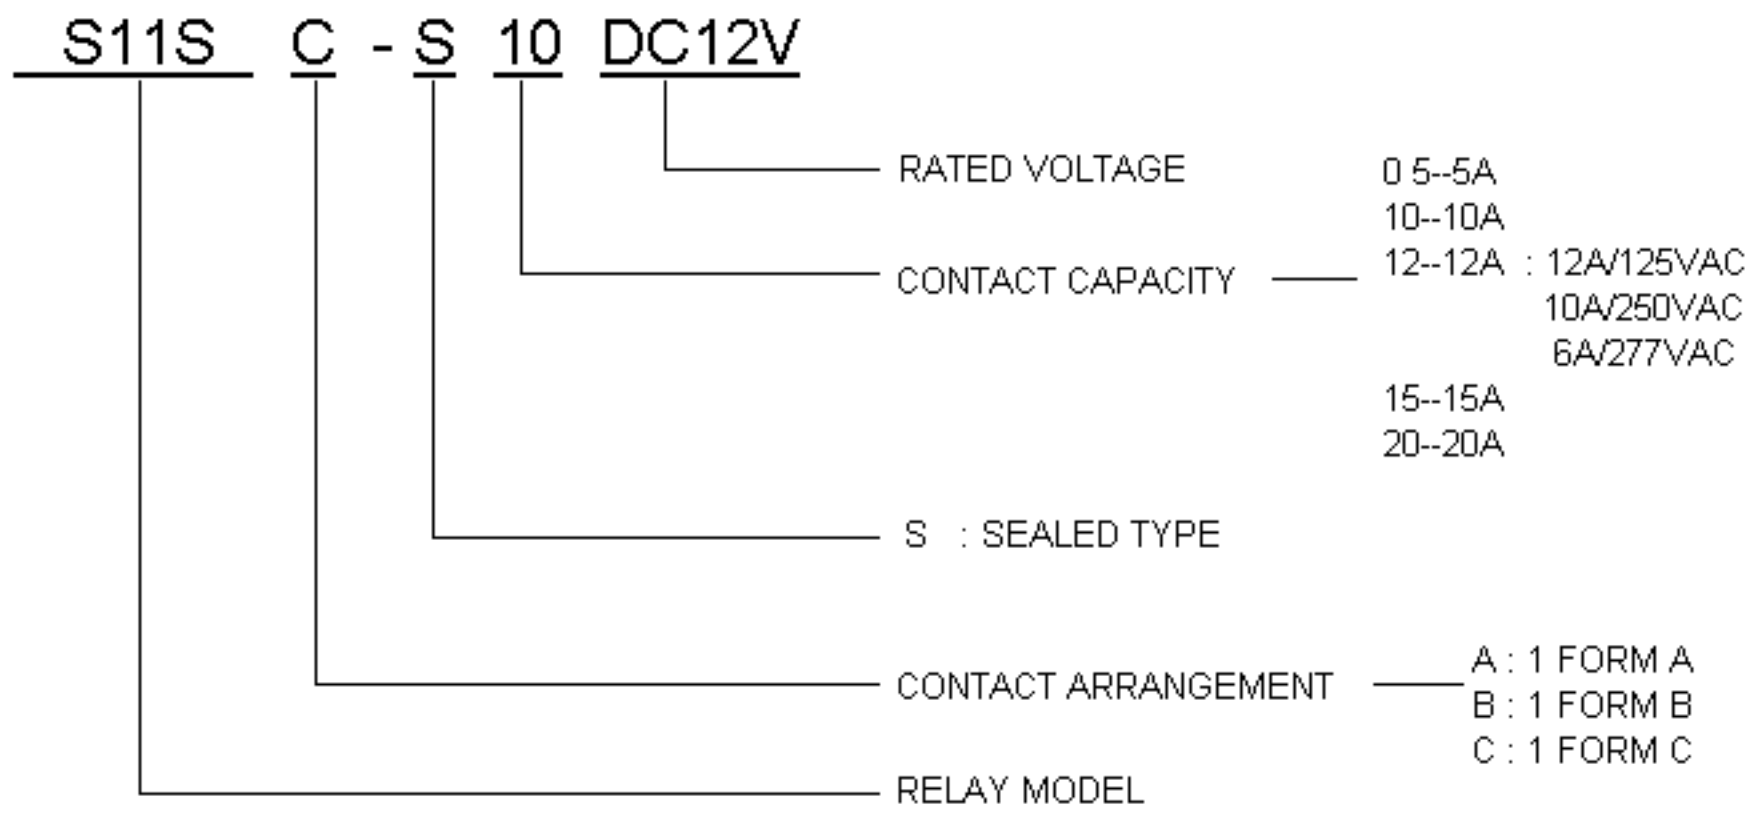 S11S C - S 10 DC12V
RATED VOLTAGE
0 5--5A
10--10A
CONTACT CAPACITY
12--12A : 12A/125VAC
10A/250VAC
6A/277VAC
15--15A
20--20A
S : SEALED TYPE
CONTACT ARRANGEMENT
A : 1 FORM A
B : 1 FORM B
C : 1 FORM C
RELAY MODEL